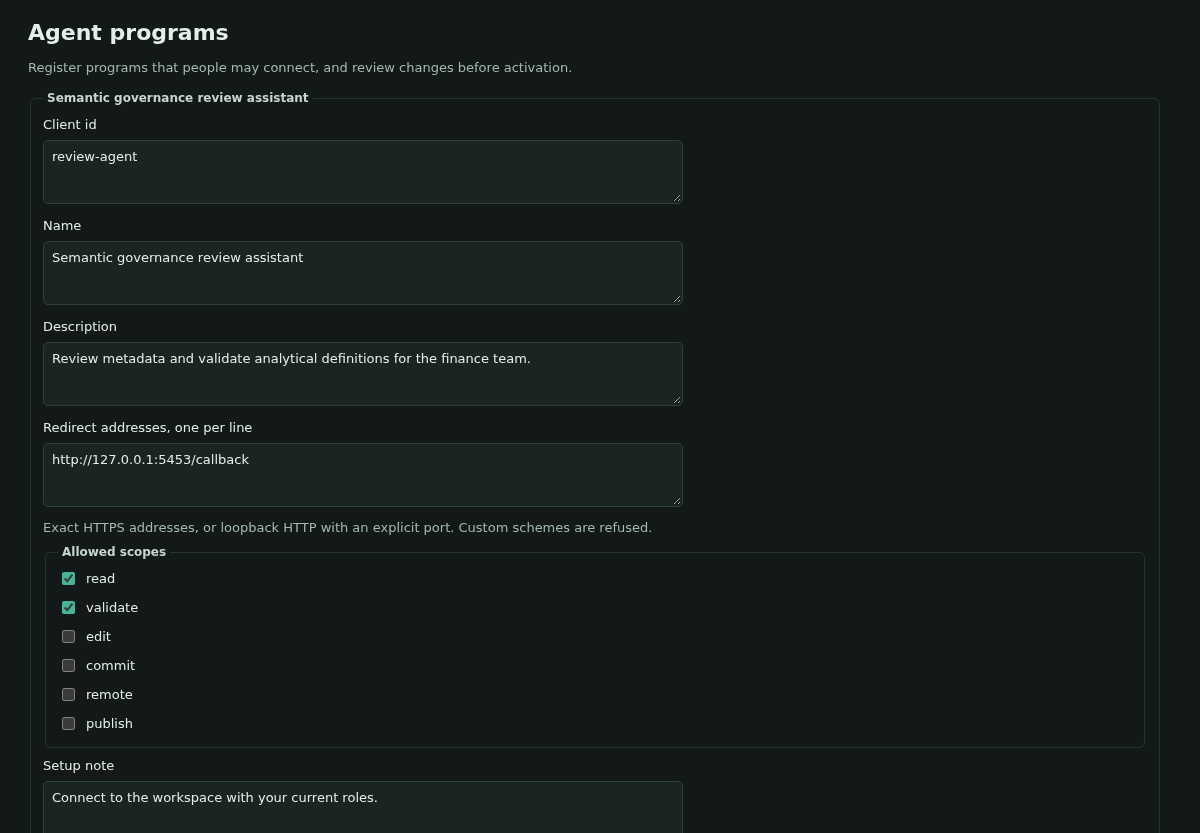 Agent programs
Register programs that people may connect, and review changes before activation.
Semantic governance review assistant
Client id
review-agent
Name
Semantic governance review assistant
Description
Review metadata and validate analytical definitions for the finance team.
Redirect addresses, one per line
http://127.0.0.1:5453/callback
Exact HTTPS addresses, or loopback HTTP with an explicit port. Custom schemes are refused.
Allowed scopes
read
validate
edit
commit
remote
publish
Setup note
Connect to the workspace with your current roles.